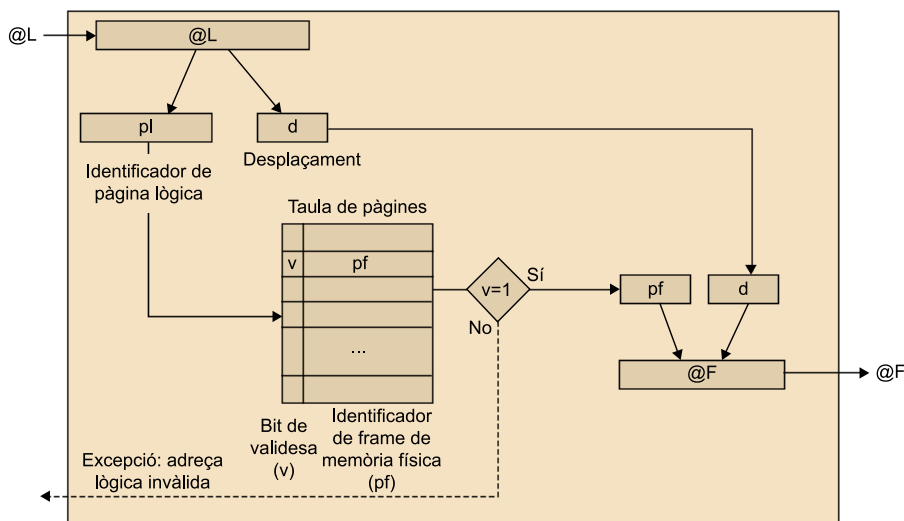 @L
@L
pl
d
Identificador de
pàgina lògica
Desplaçament
Taula de pàgines
v
pf
...
v=1
Sí
No
pf
d
@F
@F
Bit de
validesa
(v)
Identificador
de frame de
memòria física
(pf)
Excepció: adreça
lògica invàlida